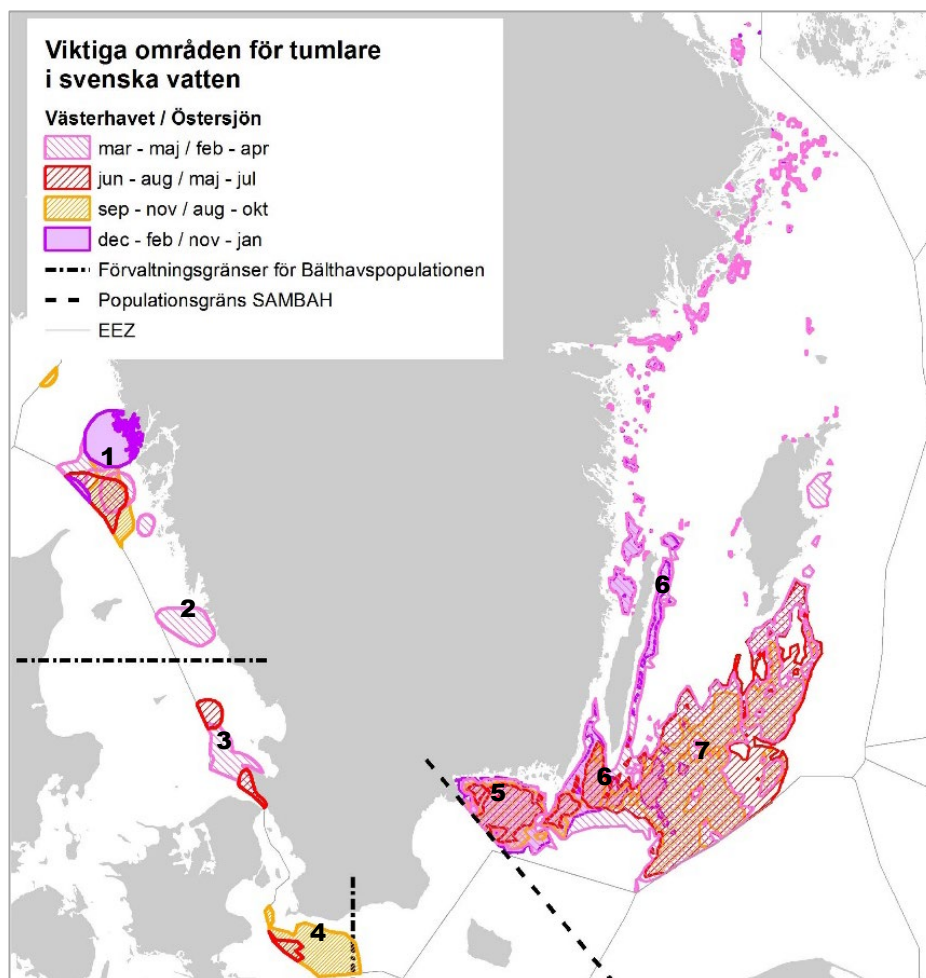 Viktiga områden för tumlare
i svenska vatten
Västerhavet / Östersjön
mar - maj / feb - apr
jun - aug / maj - jul
sep - nov / aug - okt
dec - feb / nov - jan
Förvaltningsgränser för Bälthavspopulationen
Populationsgräns SAMBAH
EEZ
1
2
6
3
7
6
5
4